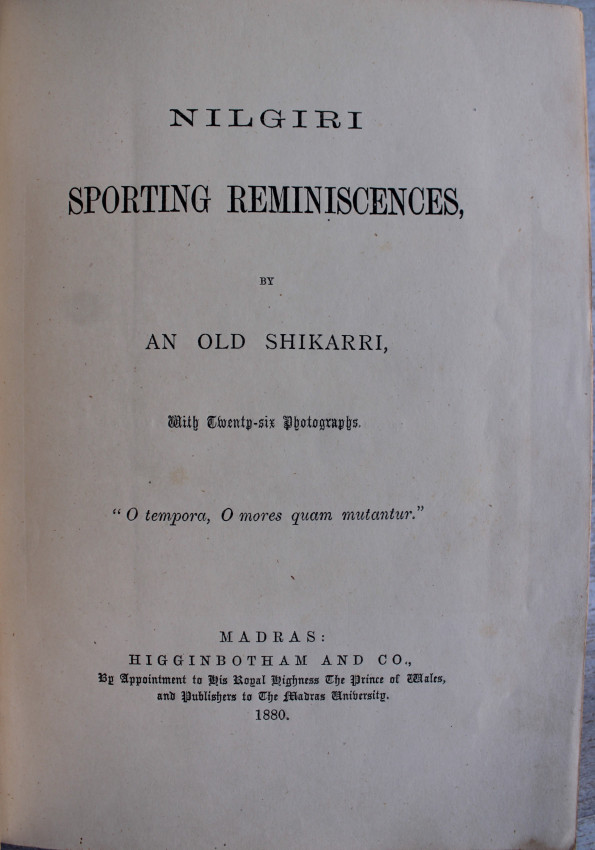 NILGIRI
SPORTING REMINISCENCES,
BY
AN OLD SHIKARRI,
With Twenty-six Photographs.
“O tempora, O mores quam mutantur.”
MADRAS:
HIGGINBOTHAM AND CO.,
By Appointment to His Royal Highness The Prince of Wales,
and Publishers to The Madras University.
1880.